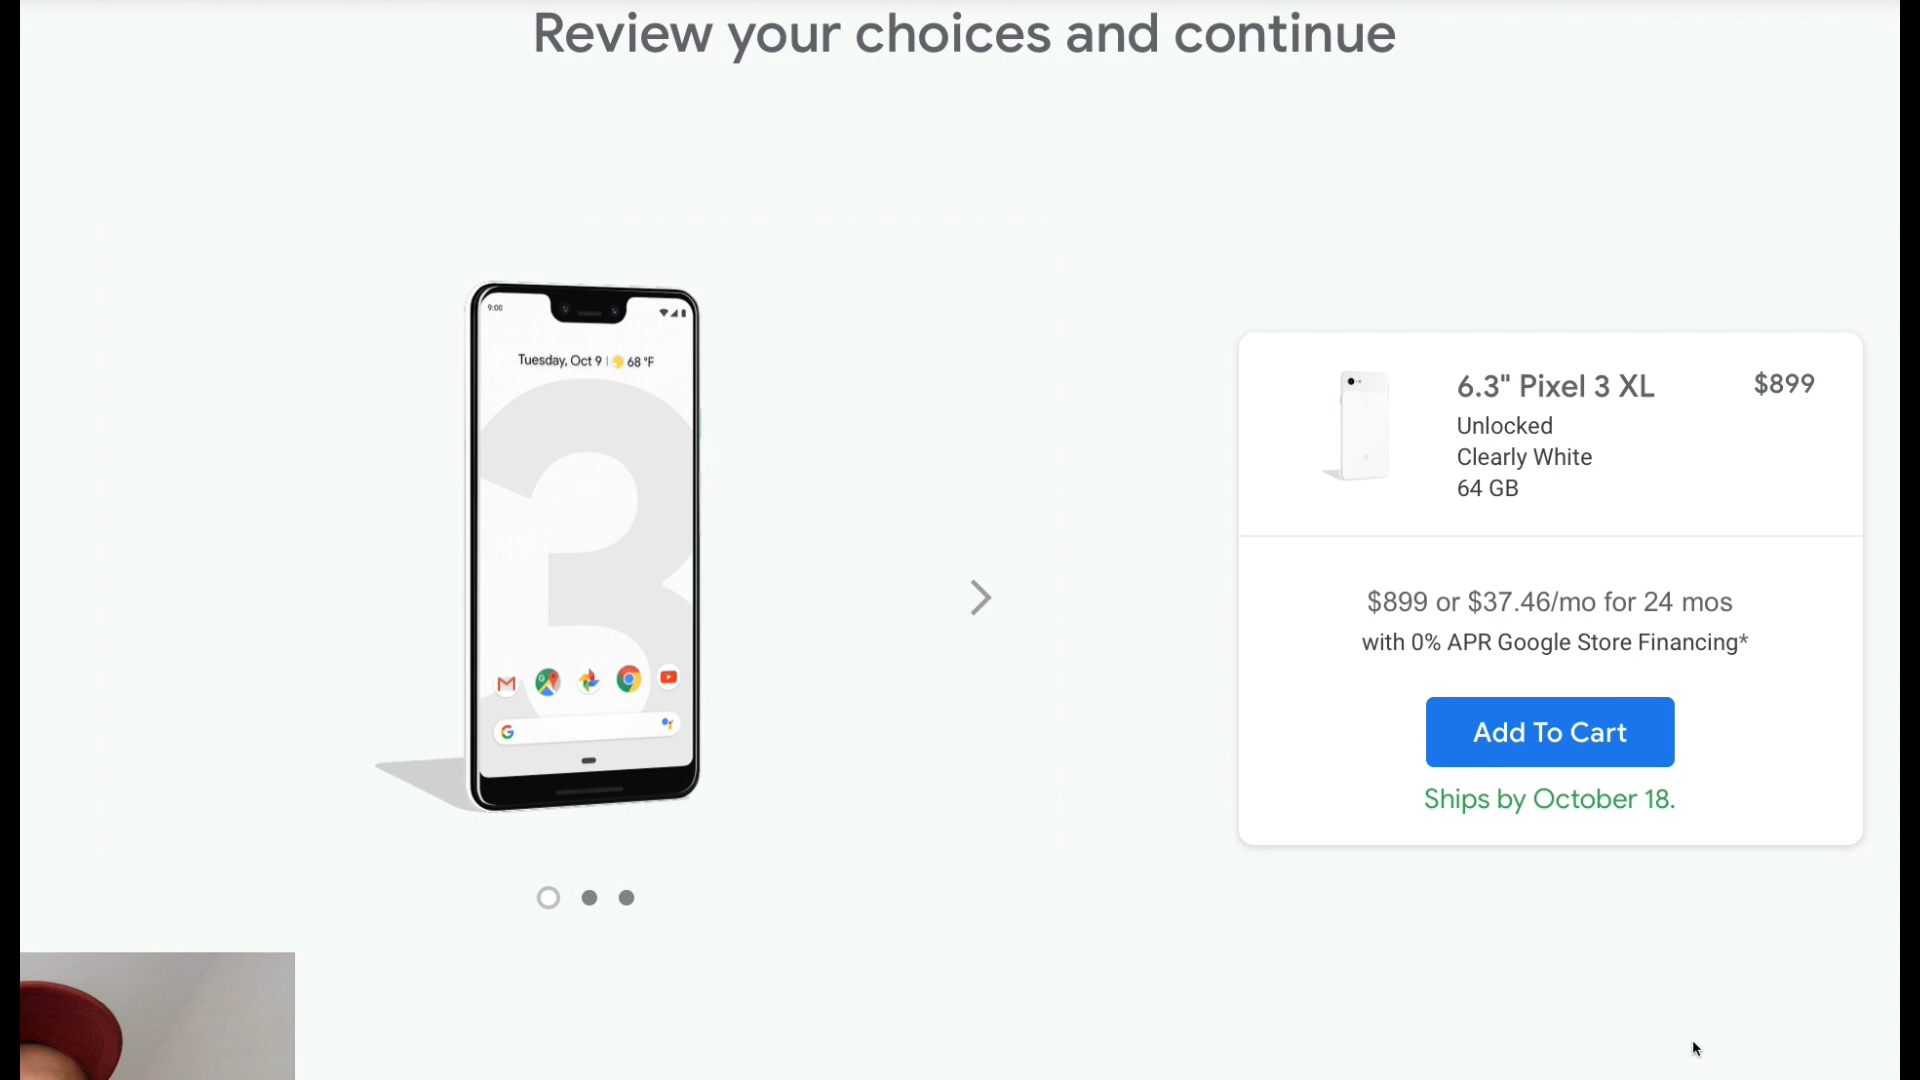 Review your choices and continue
9:00
Tuesday, Oct 9 | 68 °F
3
G
6.3" Pixel 3 XL
$899
Unlocked
Clearly White
64 GB
$899 or $37.46/mo for 24 mos
with 0% APR Google Store Financing*
Add To Cart
Ships by October 18.